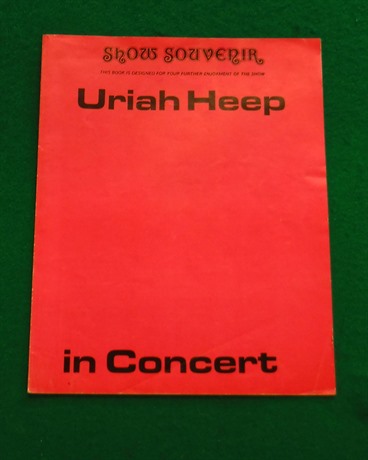 Show Souvenir
THIS BOOK IS DESIGNED FOR YOUR FURTHER ENJOYMENT OF THE SHOW
Uriah Heep
in Concert